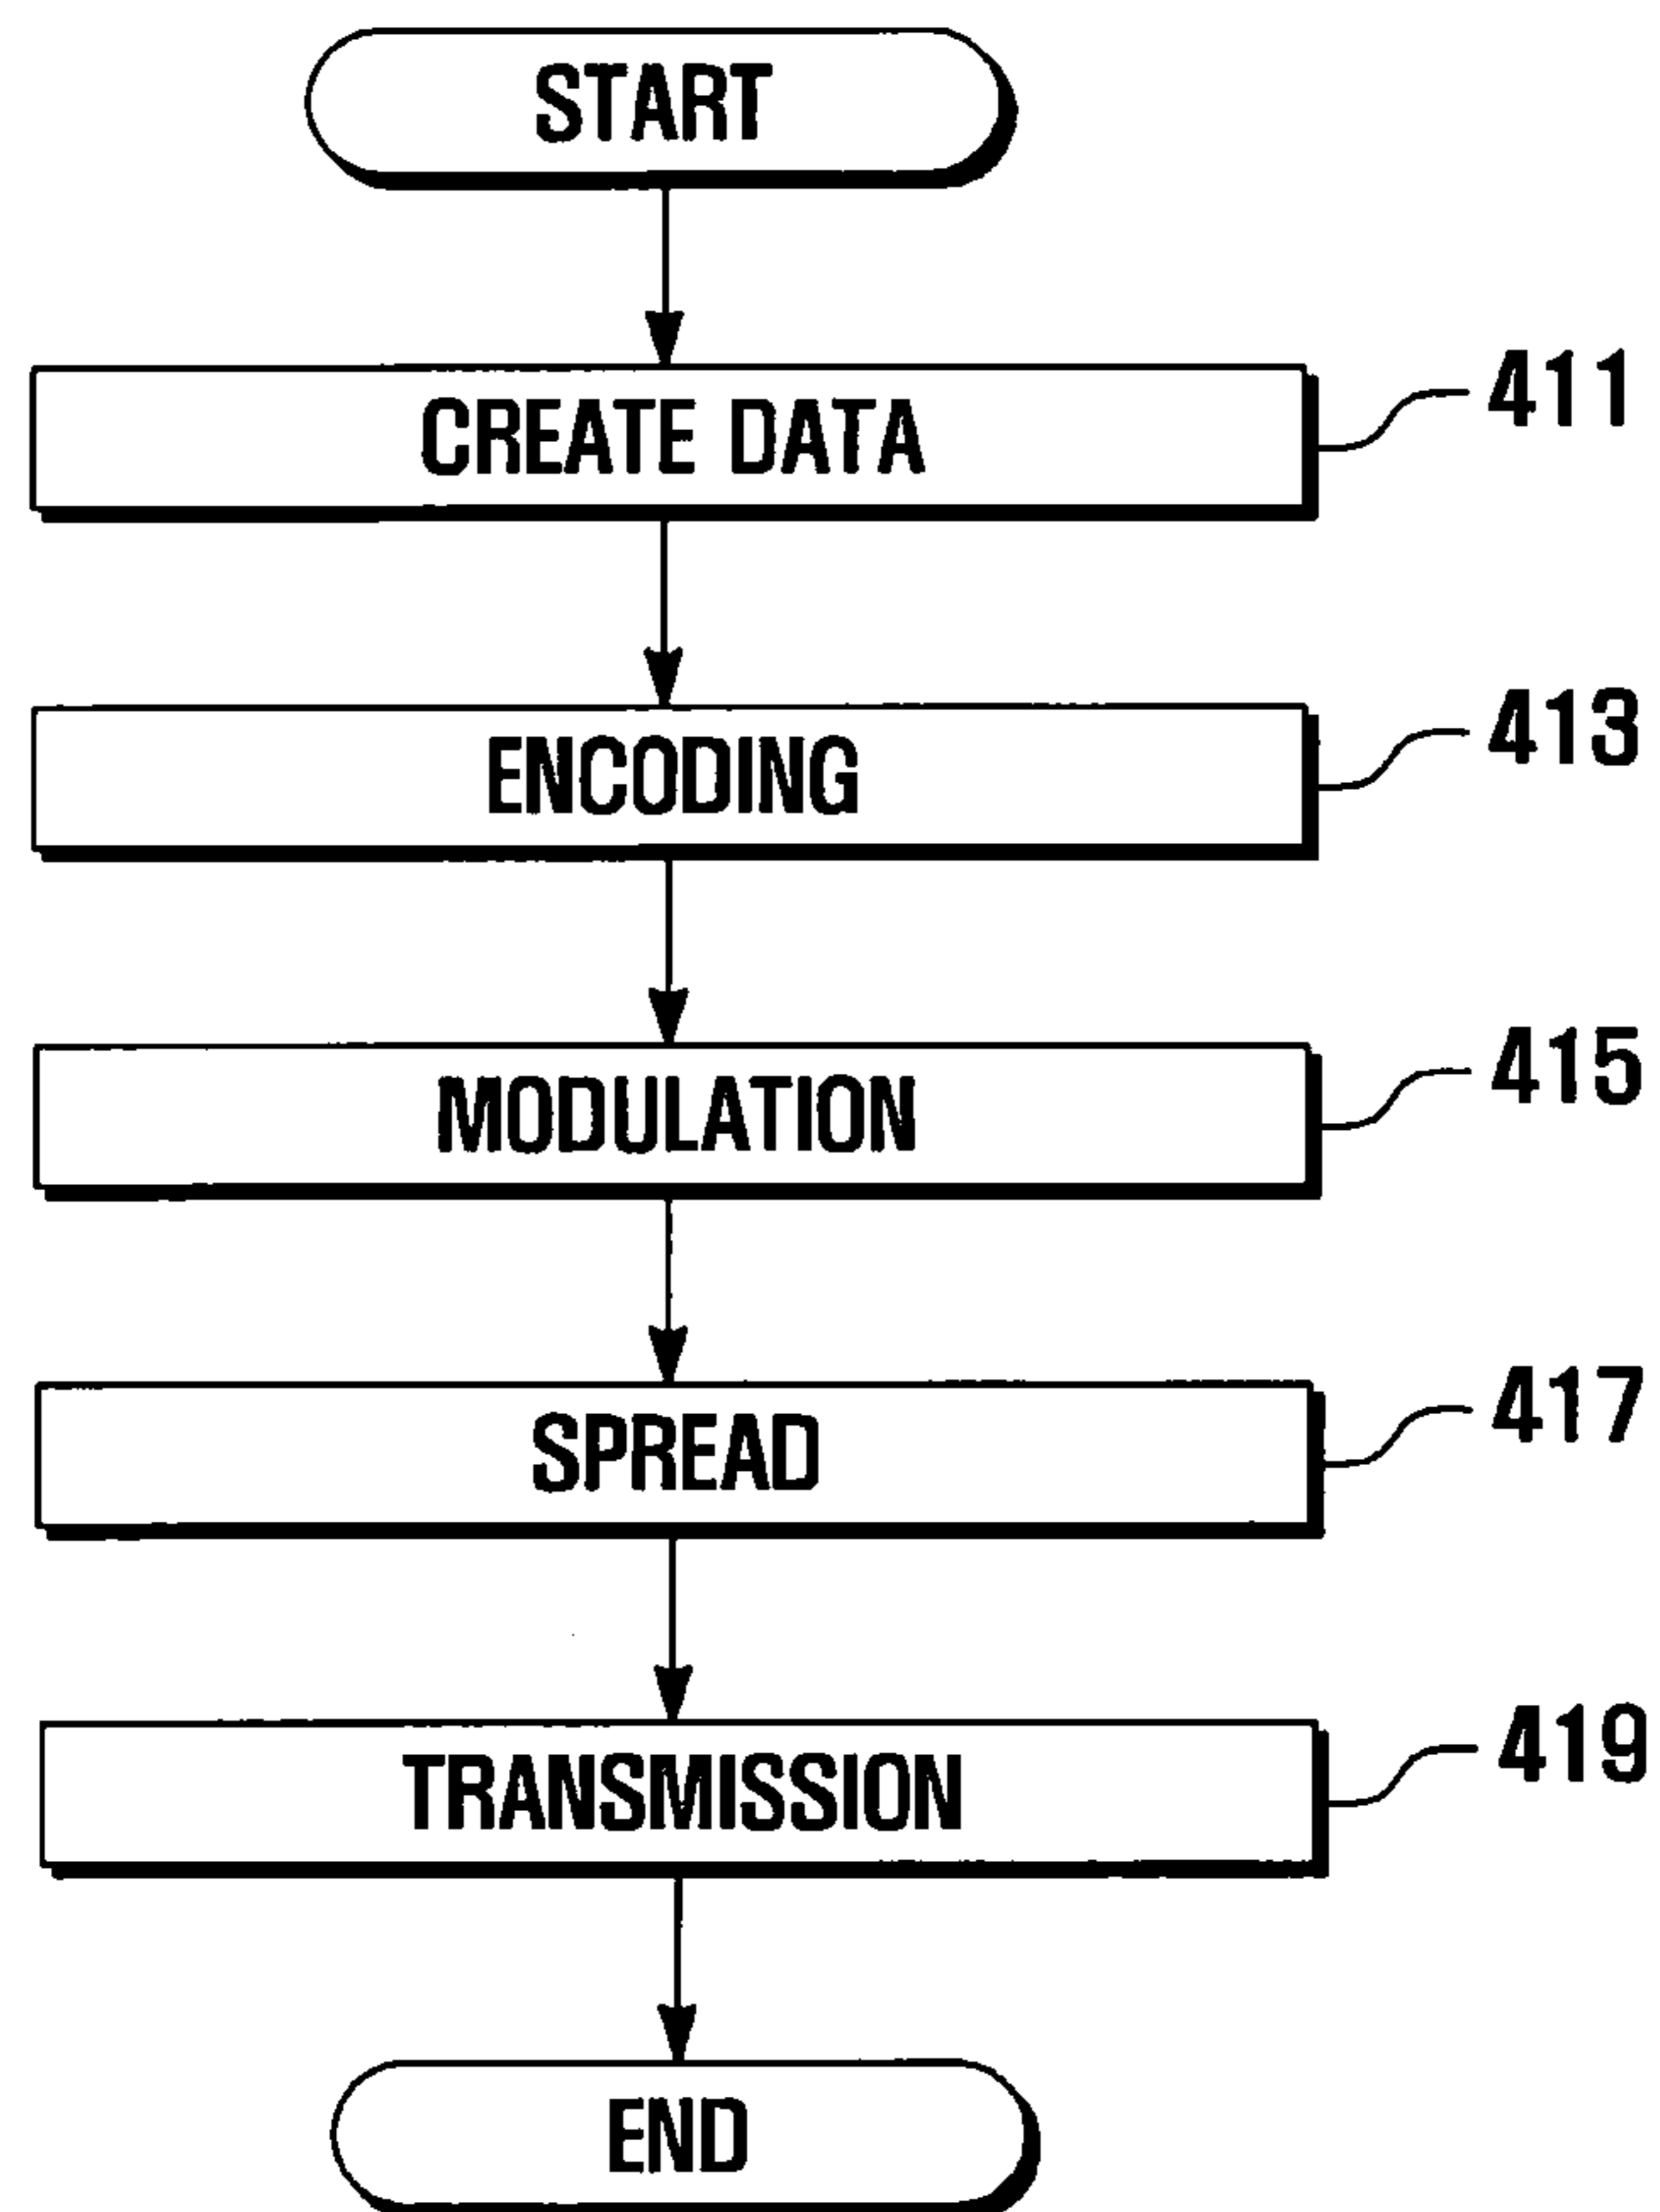 START
CREATE DATA
411
ENCODING
413
MODULATION
415
SPREAD
417
TRANSMISSION
419
END